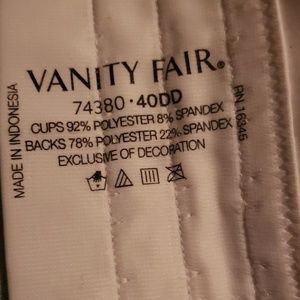 VANITY FAIR®
74380 · 40DD
CUPS 92% POLYESTER 8% SPANDEX
BACKS 78% POLYESTER 22% SPANDEX
EXCLUSIVE OF DECORATION
MADE IN INDONESIA
RN 16345